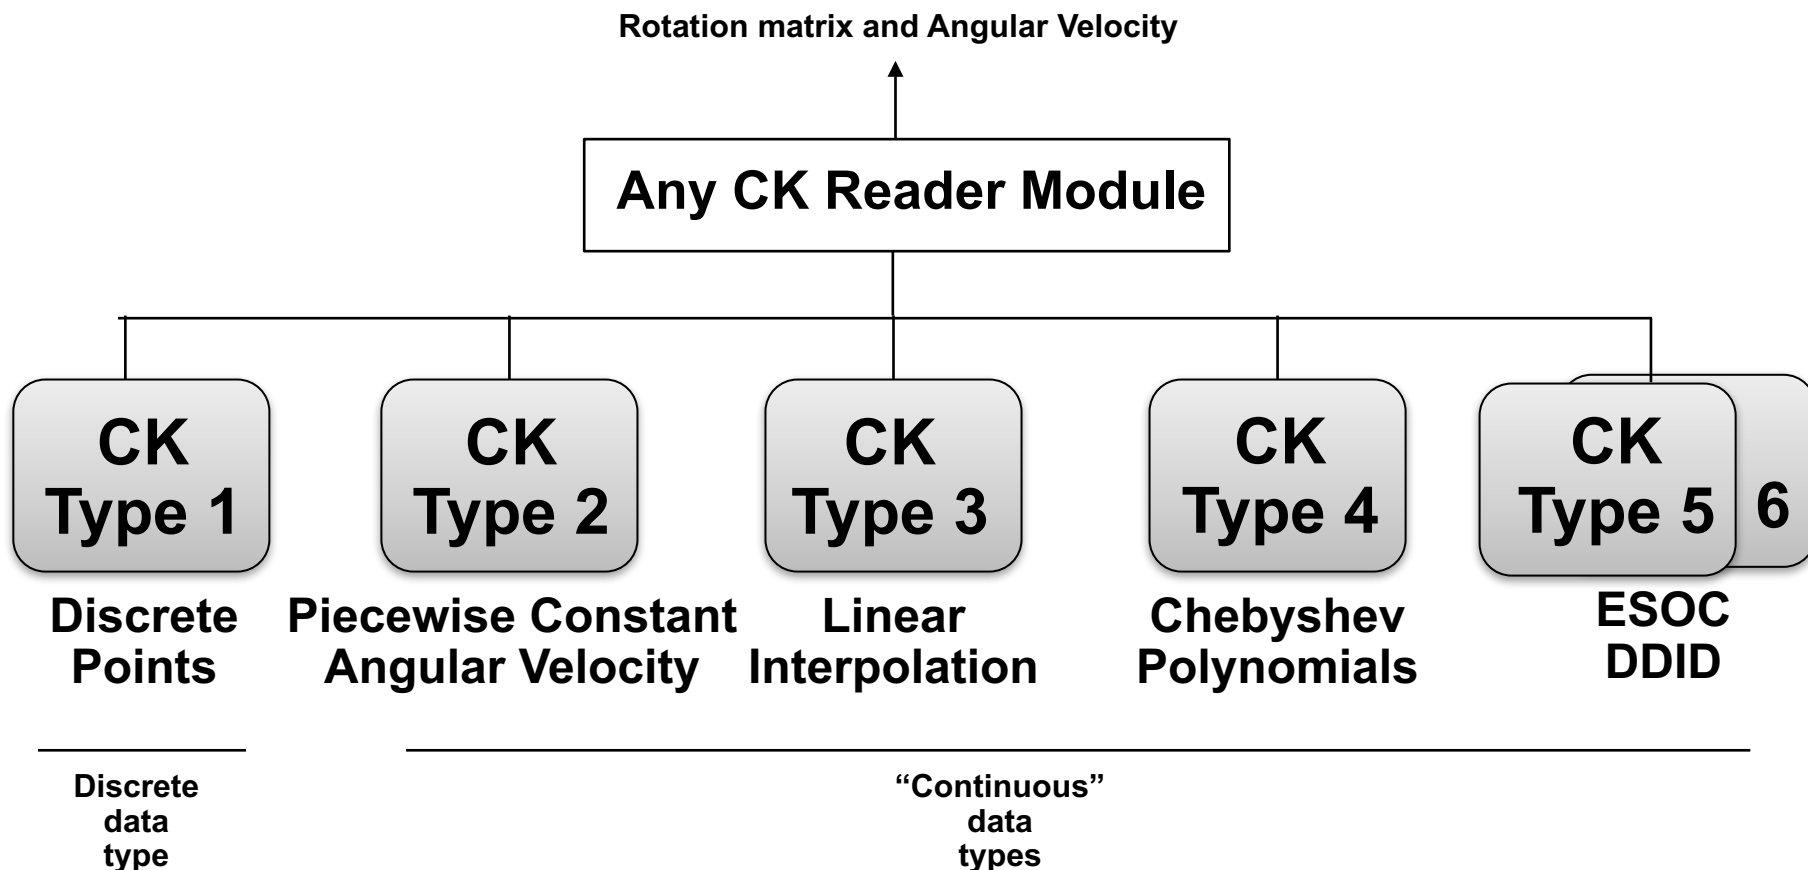 Rotation matrix and Angular Velocity
Any CK Reader Module
CK
Type 1
CK
Type 2
CK
Type 3
CK
Type 4
CK
Type 5
6
Discrete
Points
Piecewise Constant
Angular Velocity
Linear
Interpolation
Chebyshev
Polynomials
ESOC
DDID
Discrete
data
type
“Continuous”
data
types